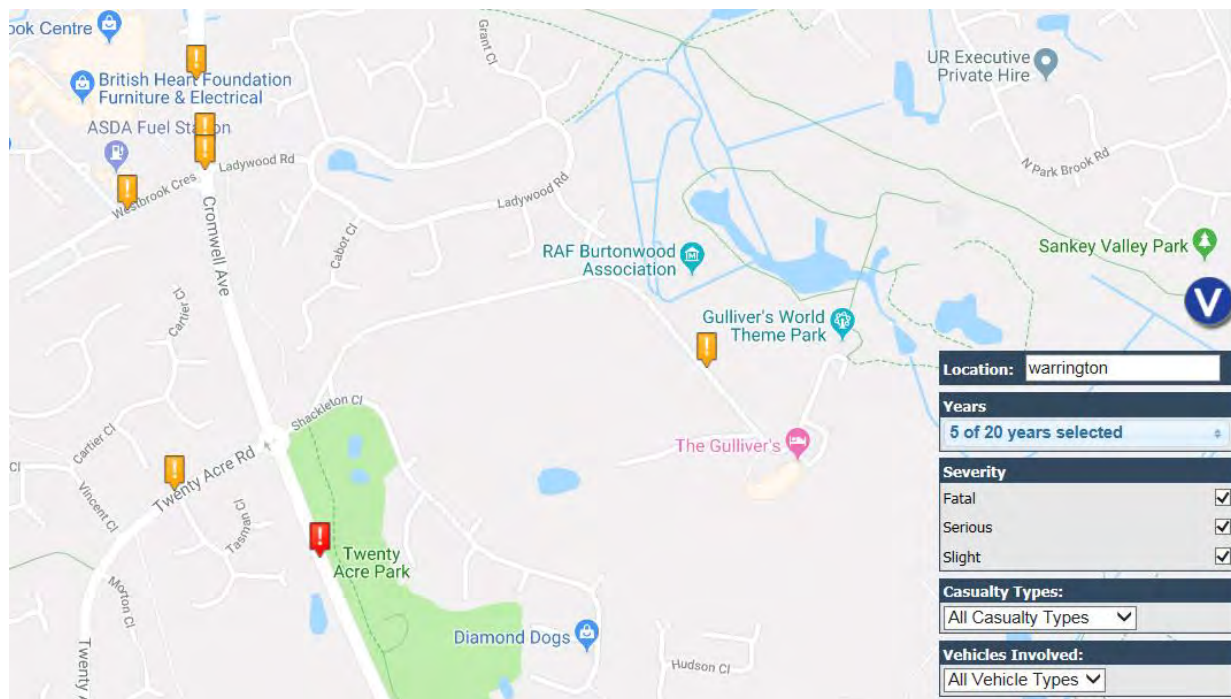 ook Centre
British Heart Foundation
Furniture & Electrical
ASDA Fuel Station
Westbrook Cres
Ladywood Rd
Grant Cl
UR Executive
Private Hire
N Park Brook Rd
Cromwell Ave
Cabot Cl
Ladywood Rd
RAF Burtonwood
Association
Sankey Valley Park
V
Gulliver's World
Theme Park
Cartier Cl
Shackleton Cl
The Gulliver's
Cartier Cl
Cl
Vincent Cl
Twenty Acre Rd
Tasman Cl
Morton Cl
Twenty A
Twenty
Acre Park
Diamond Dogs
Hudson Cl
Location: warrington
Years
5 of 20 years selected
Severity
Fatal
Serious
Slight
Casualty Types:
All Casualty Types
Vehicles Involved:
All Vehicle Types